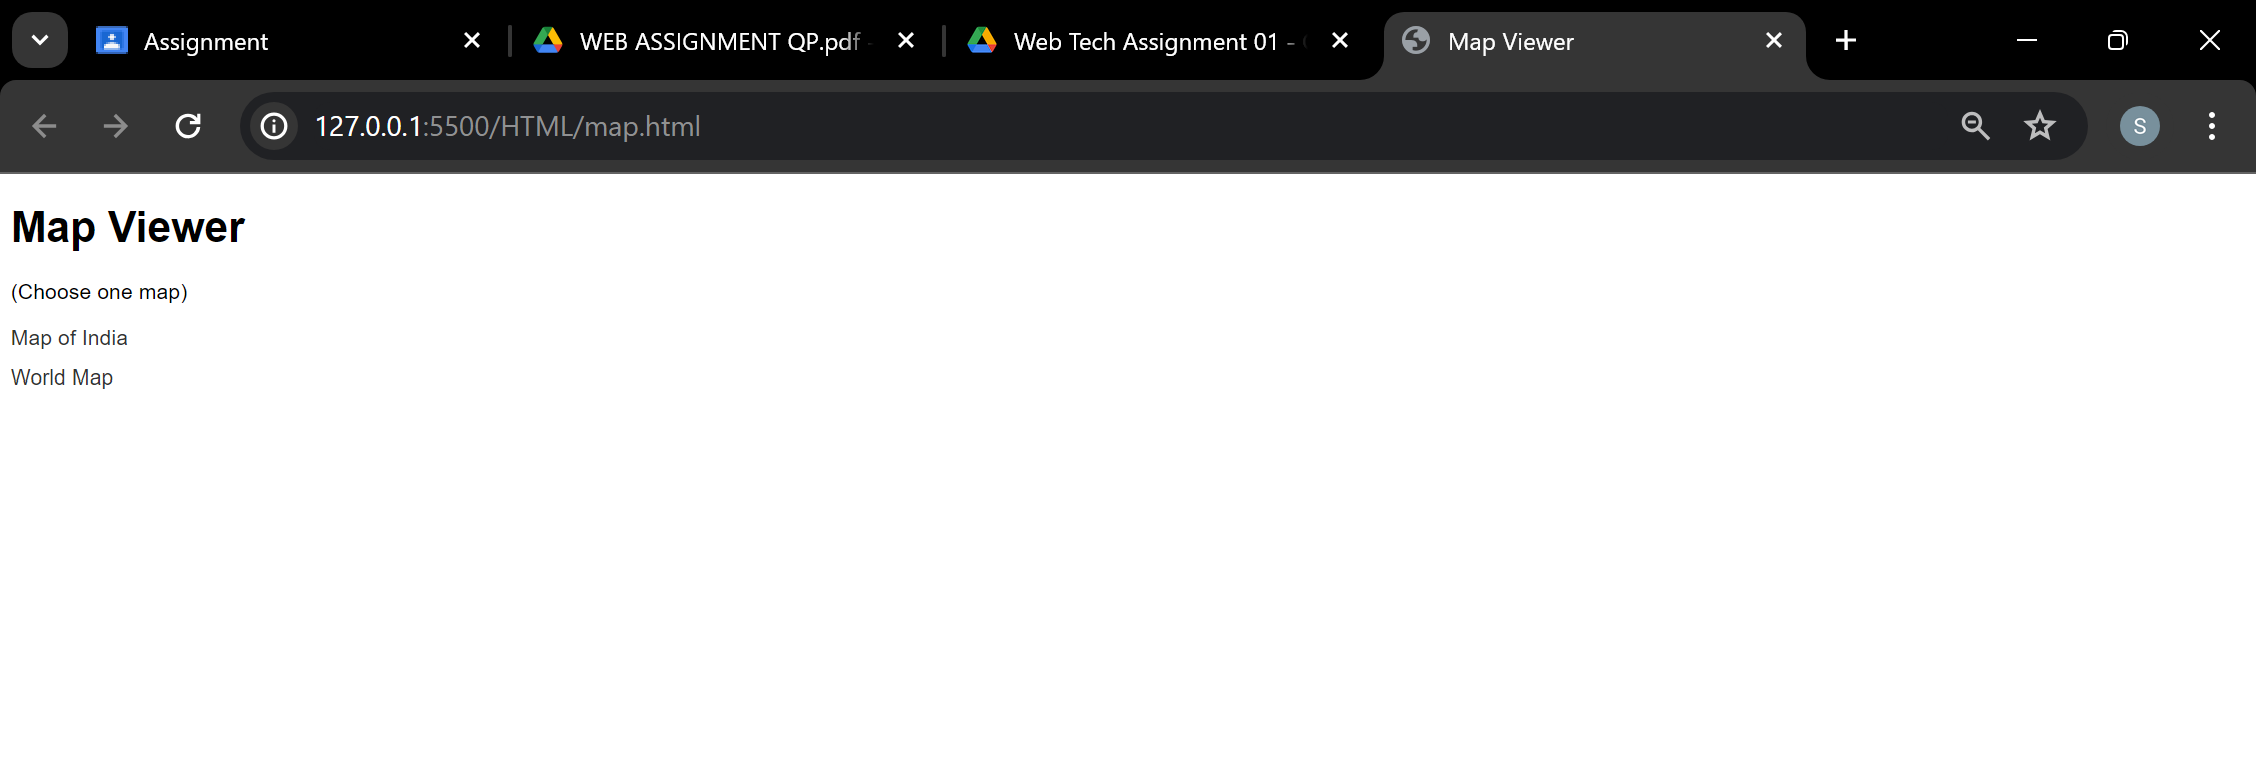 Assignment
WEB ASSIGNMENT QP.pdf -
Web Tech Assignment 01 -
Map Viewer
127.0.0.1:5500/HTML/map.html
S
Map Viewer
(Choose one map)
Map of India
World Map